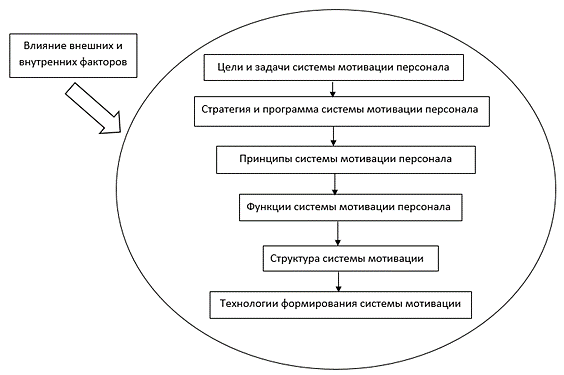 Влияние внешних и
внутренних факторов
Цели и задачи системы мотивации персонала
Стратегия и программа системы мотивации персонала
Принципы системы мотивации персонала
Функции системы мотивации персонала
Структура системы мотивации
Технологии формирования системы мотивации